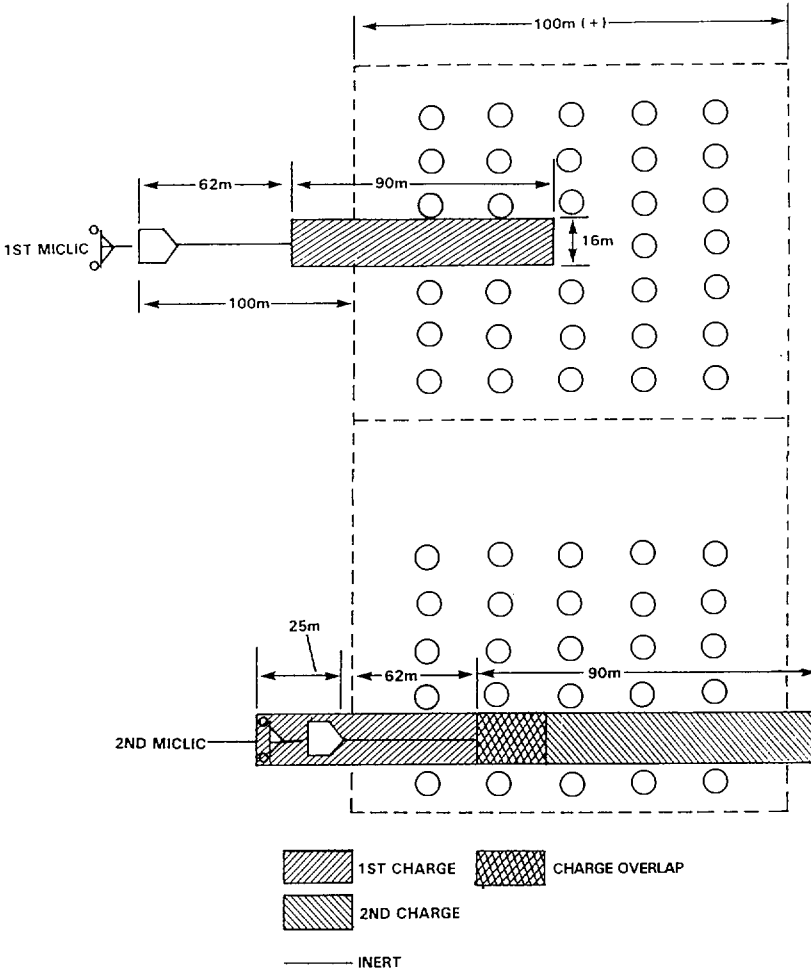 100m (+)
62m
90m
1ST MICLIC
16m
100m
25m
62m
90m
2ND MICLIC
1ST CHARGE
CHARGE OVERLAP
2ND CHARGE
INERT